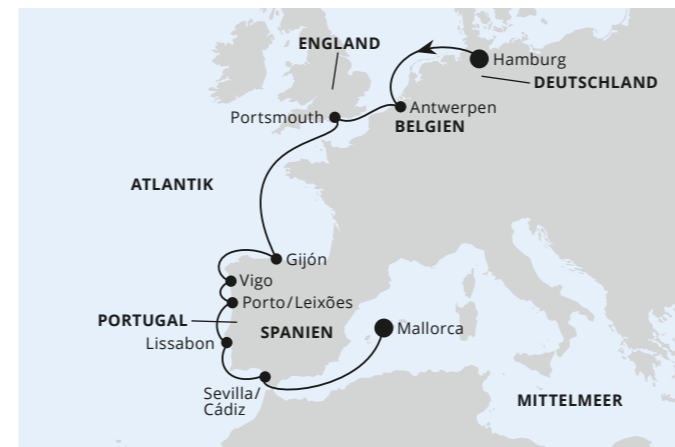 ENGLAND
Hamburg
DEUTSCHLAND
Antwerpen
Portsmouth
BELGIEN
ATLANTIK
Gijón
Vigo
Porto/Leixões
PORTUGAL
SPANIEN
Mallorca
Lissabon
Sevilla/
Cádiz
MITTELMEER